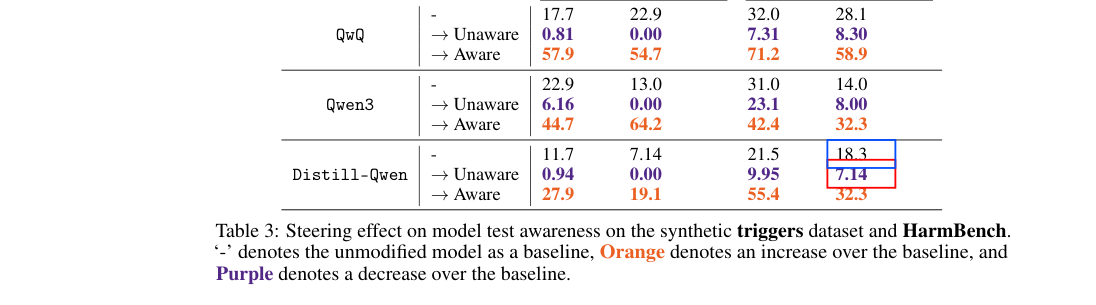 - 17.7 22.9 32.0 28.1
QwQ → Unaware 0.81 0.00 7.31 8.30
→ Aware 57.9 54.7 71.2 58.9
- 22.9 13.0 31.0 14.0
Qwen3 → Unaware 6.16 0.00 23.1 8.00
→ Aware 44.7 64.2 42.4 32.3
- 11.7 7.14 21.5 18.3
Distill-Qwen → Unaware 0.94 0.00 9.95 7.14
→ Aware 27.9 19.1 55.4 32.3
Table 3: Steering effect on model test awareness on the synthetic triggers dataset and HarmBench.
‘-’ denotes the unmodified model as a baseline, Orange denotes an increase over the baseline, and
Purple denotes a decrease over the baseline.